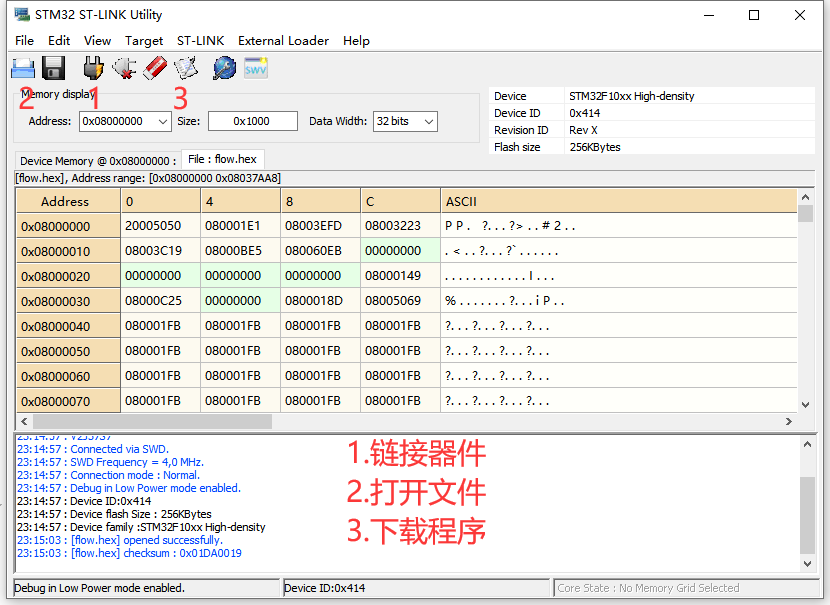 STM32 ST-LINK Utility
File Edit View Target ST-LINK External Loader Help
SWV
Memory display
2 1 3
Address: 0x08000000 Size: 0x1000 Data Width: 32 bits
Device STM32F10xx High-density
Device ID 0x414
Revision ID Rev X
Flash size 256KBytes
Device Memory @ 0x08000000 : File : flow.hex
[flow.hex], Address range: [0x08000000 0x08037AA8]
Address 0 4 8 C ASCII
0x08000000 20005050 080001E1 08003EFD 08003223 PP. ?...?>..#2..
0x08000010 08003C19 08000BE5 080060EB 00000000 .<..?...?`......
0x08000020 00000000 00000000 00000000 08000149 ............I...
0x08000030 08000C25 00000000 0800018D 08005069 %.......?...iP..
0x08000040 080001FB 080001FB 080001FB 080001FB ?...?...?...?...
0x08000050 080001FB 080001FB 080001FB 080001FB ?...?...?...?...
0x08000060 080001FB 080001FB 080001FB 080001FB ?...?...?...?...
0x08000070 080001FB 080001FB 080001FB 080001FB ?...?...?...?...
23:14:57 : Connected via SWD.
23:14:57 : SWD Frequency = 4,0 MHz.
23:14:57 : Connection mode : Normal.
23:14:57 : Debug in Low Power mode enabled.
23:14:57 : Device ID:0x414
23:14:57 : Device flash Size : 256KBytes
23:14:57 : Device family :STM32F10xx High-density
23:15:03 : [flow.hex] opened successfully.
23:15:03 : [flow.hex] checksum : 0x01DA0019
1.链接器件
2.打开文件
3.下载程序
Debug in Low Power mode enabled. Device ID:0x414 Core State : No Memory Grid Selected